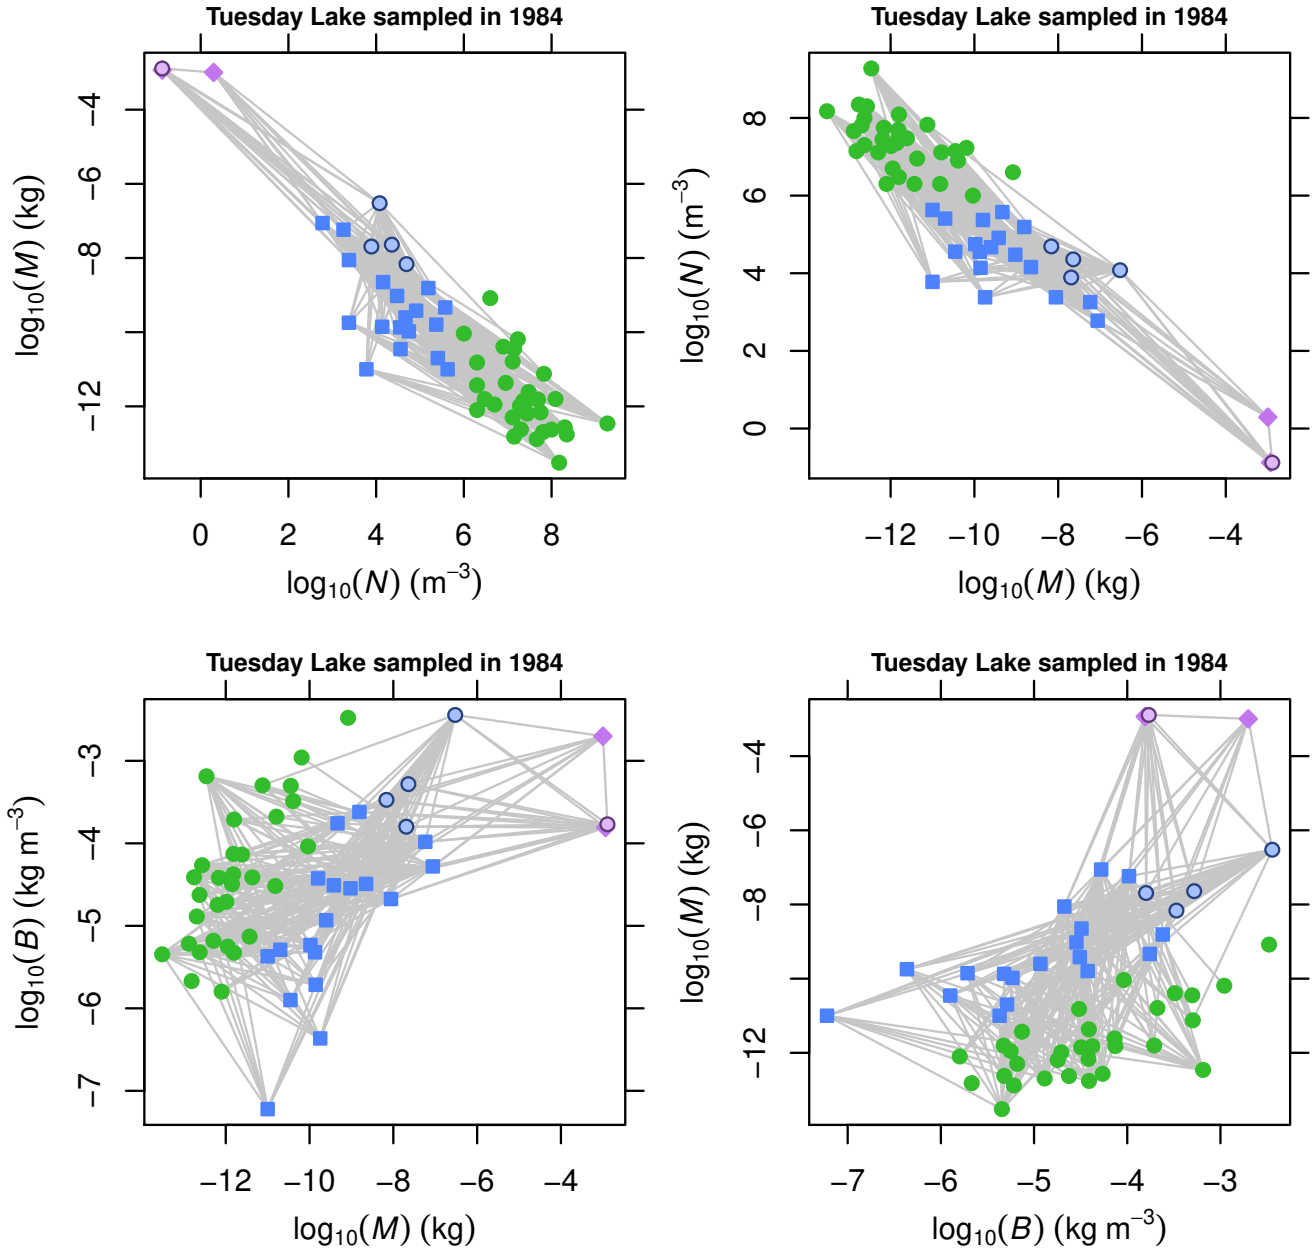 Tuesday Lake sampled in 1984
−4
−6
−8
−12
log₁₀(M) (kg)
0 2 4 6 8
log₁₀(N) (m⁻³)
Tuesday Lake sampled in 1984
8
6
4
2
0
log₁₀(N) (m⁻³)
−12 −10 −8 −6 −4
log₁₀(M) (kg)
Tuesday Lake sampled in 1984
−3
−4
−5
−6
−7
log₁₀(B) (kg m⁻³)
−12 −10 −8 −6 −4
log₁₀(M) (kg)
Tuesday Lake sampled in 1984
−4
−6
−8
−12
log₁₀(M) (kg)
−7 −6 −5 −4 −3
log₁₀(B) (kg m⁻³)